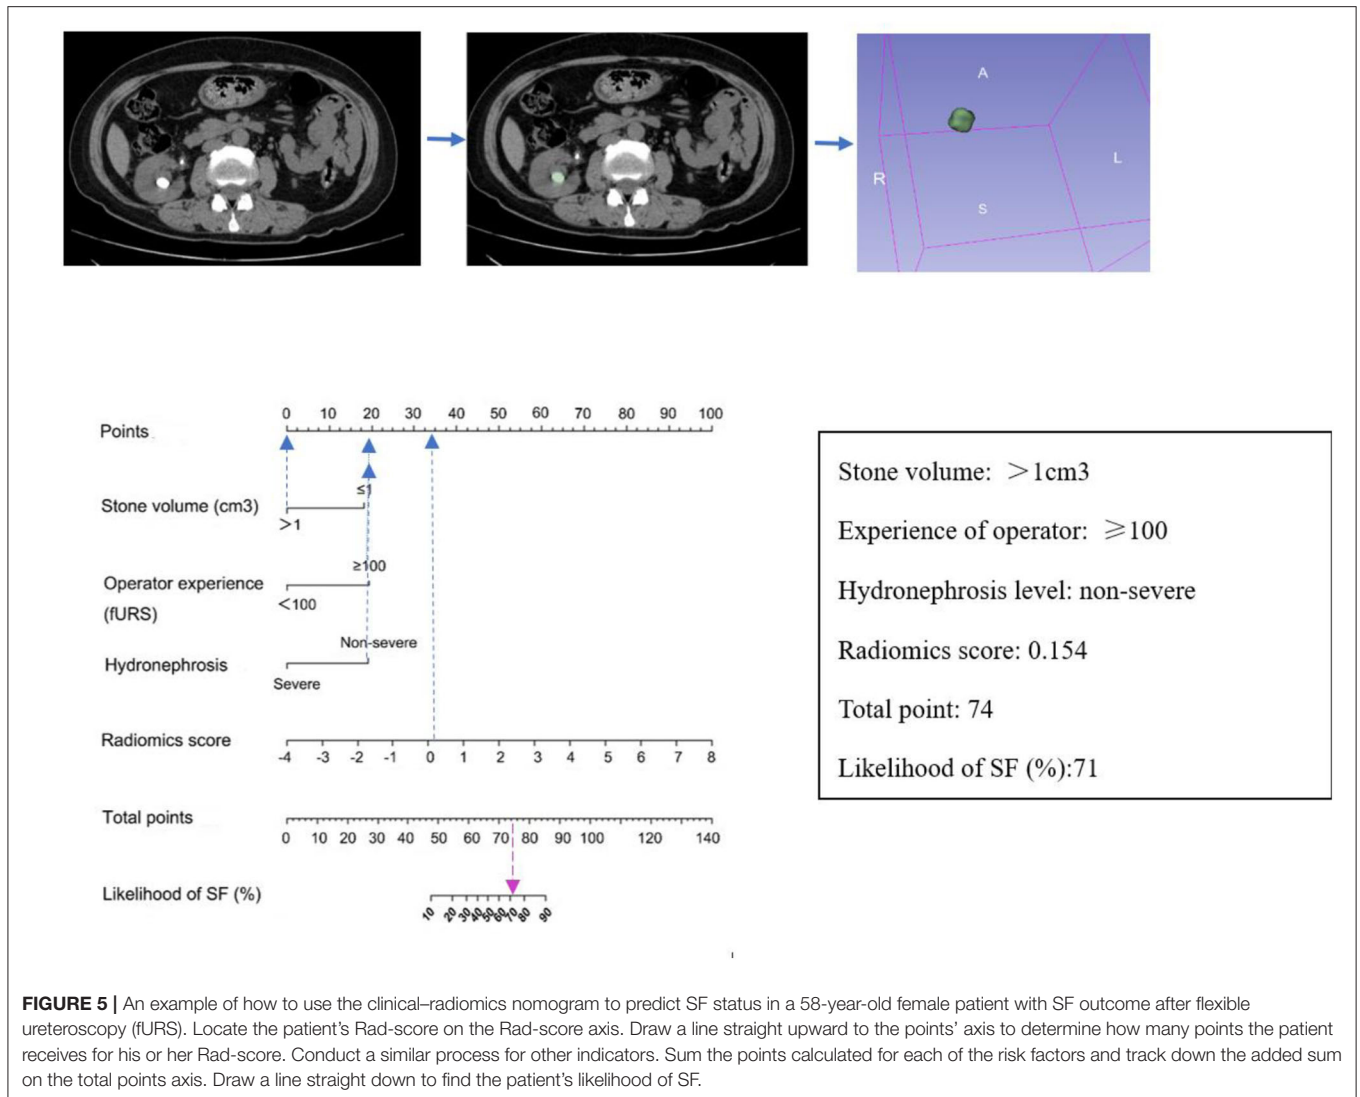 A
L
R
S
0 10 20 30 40 50 60 70 80 90 100
Points
≤1
Stone volume (cm3)
>1
≥100
Operator experience
<100
(fURS)
Non-severe
Hydronephrosis
Severe
Radiomics score
-4 -3 -2 -1 0 1 2 3 4 5 6 7 8
Total points
0 10 20 30 40 50 60 70 80 90 100 120 140
Likelihood of SF (%)
10 20 30 40 50 60 70 80 90
Stone volume: >1cm3
Experience of operator: ≥100
Hydronephrosis level: non-severe
Radiomics score: 0.154
Total point: 74
Likelihood of SF (%):71
FIGURE 5 | An example of how to use the clinical–radiomics nomogram to predict SF status in a 58-year-old female patient with SF outcome after flexible
ureteroscopy (fURS). Locate the patient's Rad-score on the Rad-score axis. Draw a line straight upward to the points' axis to determine how many points the patient
receives for his or her Rad-score. Conduct a similar process for other indicators. Sum the points calculated for each of the risk factors and track down the added sum
on the total points axis. Draw a line straight down to find the patient's likelihood of SF.